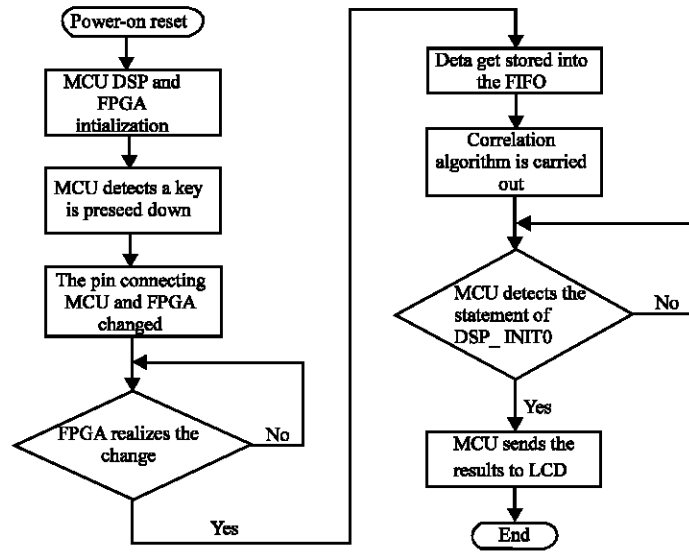 Power-on reset
MCU DSP and
FPGA
intialization
MCU detects a key
is preseed down
The pin connecting
MCU and FPGA
changed
FPGA realizes the
change
No
Yes
Deta get stored into
the FIFO
Correlation
algorithm is carried
out
MCU detects the
statement of
DSP_ INIT0
No
Yes
MCU sends the
results to LCD
End